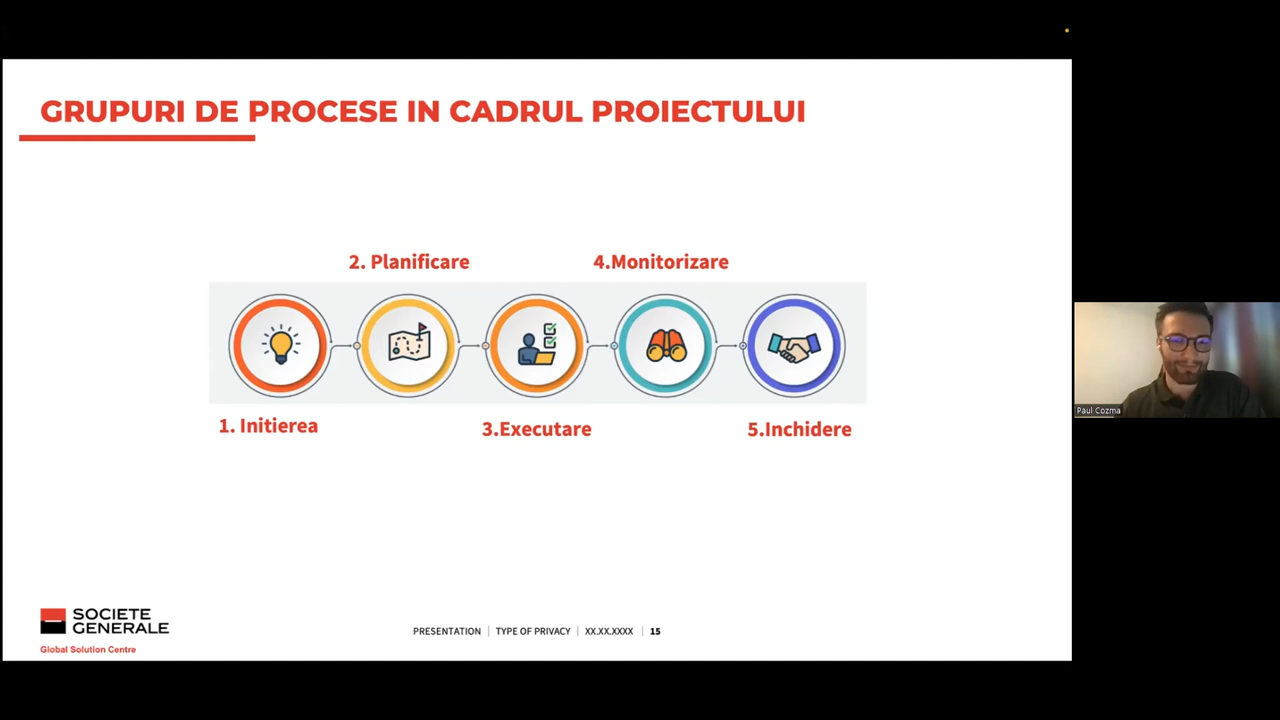 GRUPURI DE PROCESE IN CADRUL PROIECTULUI
2. Planificare
4.Monitorizare
1. Initierea
3.Executare
5.Inchidere
Paul Cozma
SOCIETE
GENERALE
Global Solution Centre
PRESENTATION | TYPE OF PRIVACY | XX.XX.XXXX | 15